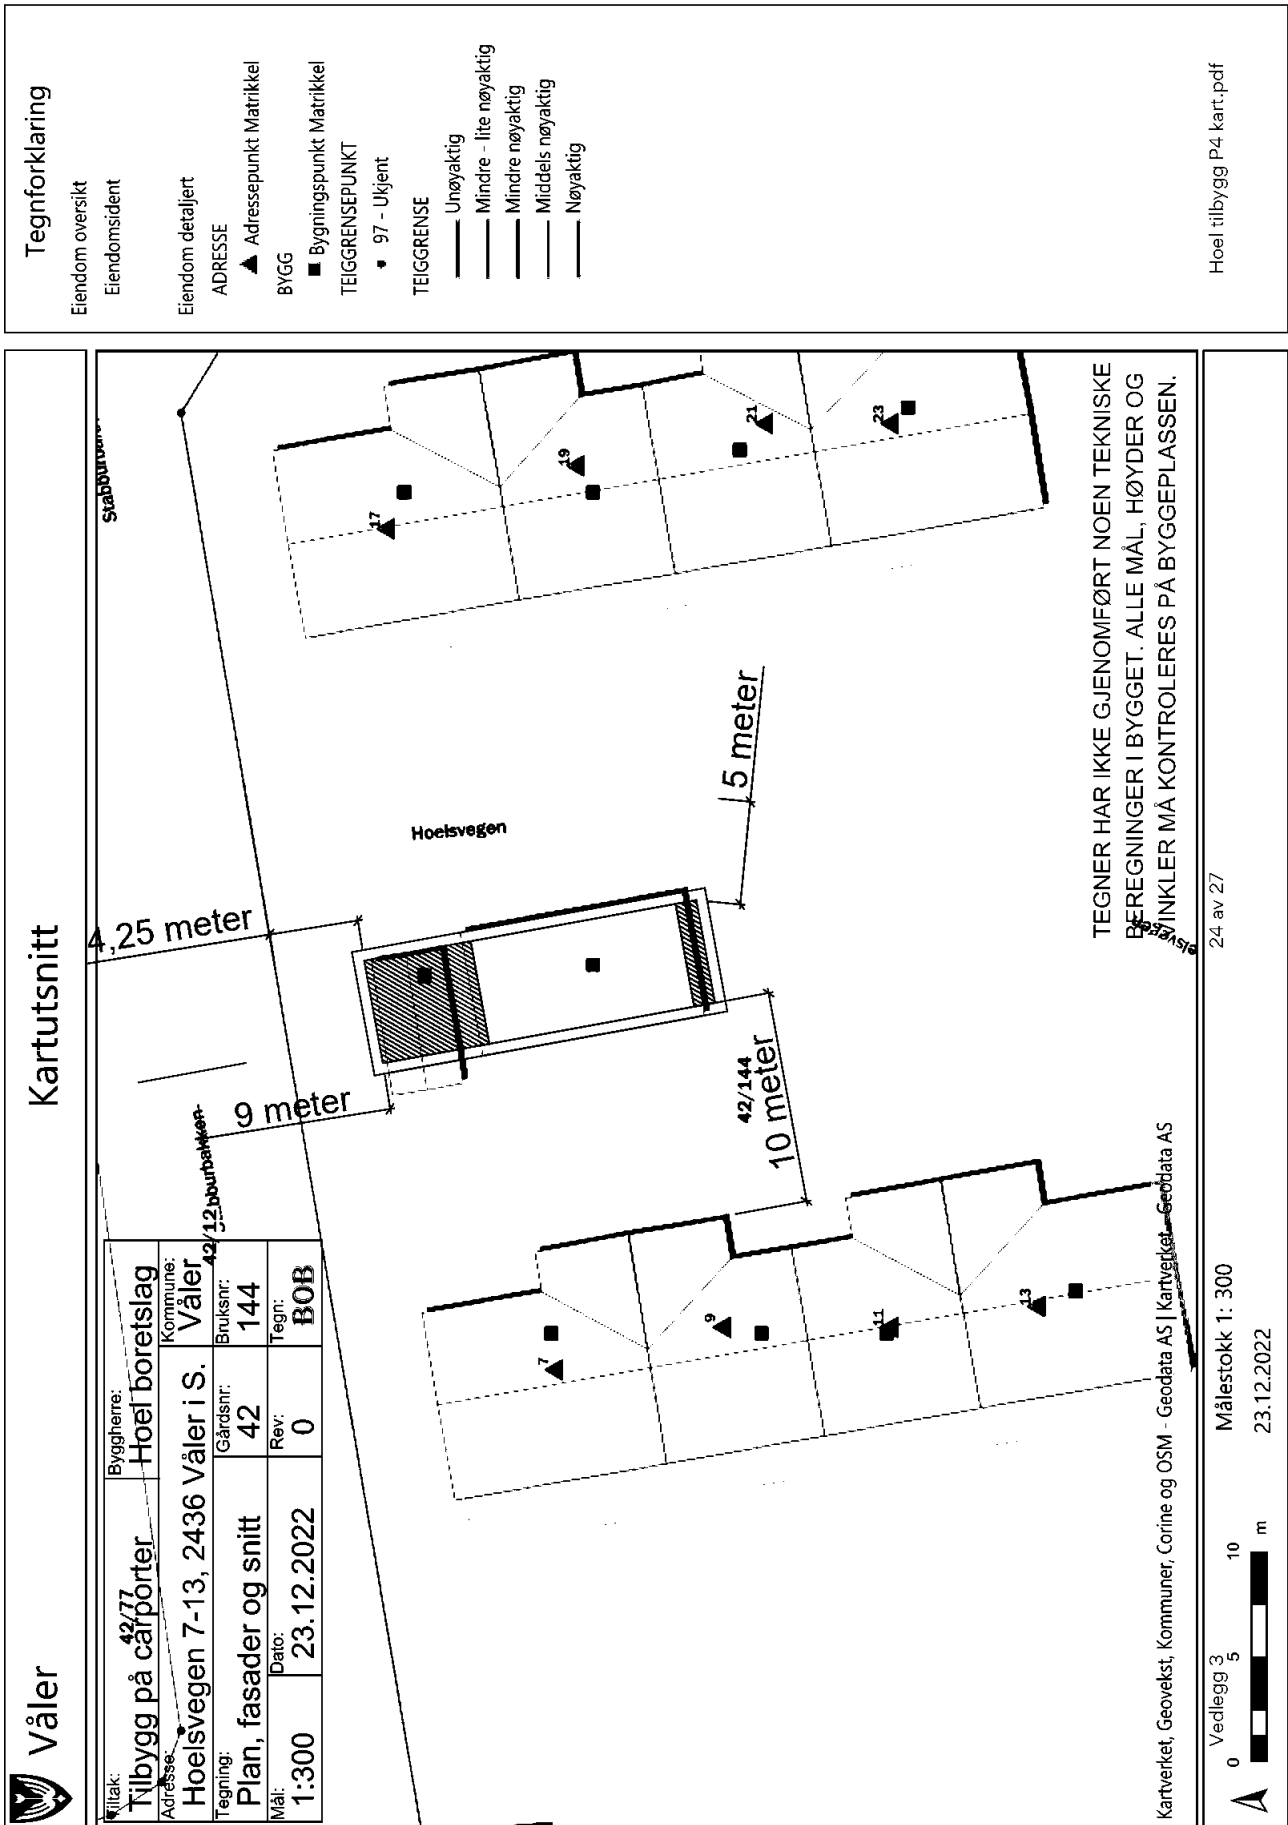 Våler
Kartutsnitt
Tegnforklaring
Eiendom oversikt
Eiendomsident
Eiendom detaljert
ADRESSE
Adressepunkt Matrikkel
BYGG
Bygningspunkt Matrikkel
TEIGGRENSEPUNKT
97 - Ukjent
TEIGGRENSE
Unøyaktig
Mindre - lite nøyaktig
Mindre nøyaktig
Middels nøyaktig
Nøyaktig
Hoel tilbygg P4 kart.pdf
Tiltak:
Tilbygg på carporter
Byggherre:
Hoel boretslag
Adresse:
Hoelsvegen 7-13, 2436 Våler i S.
Kommune:
Våler
Tegning:
Plan, fasader og snitt
Gårdsnr:
42
Bruksnr:
144
Mål:
1:300
Dato:
23.12.2022
Rev:
0
Tegn:
BOB
42/77
42/12
9 meter
4,25 meter
Hoelsvegen
5 meter
42/144
10 meter
7
9
11
13
17
19
21
23
TEGNER HAR IKKE GJENOMFØRT NOEN TEKNISKE
BEREGNINGER I BYGGET. ALLE MÅL, HØYDER OG
VINKLER MÅ KONTROLERES PÅ BYGGEPLASSEN.
Kartverket, Geovekst, Kommuner, Corine og OSM - Geodata AS | Kartverket, Geodata AS
Vedlegg 3
0 5 10 m
Målestokk 1: 300
23.12.2022
24 av 27